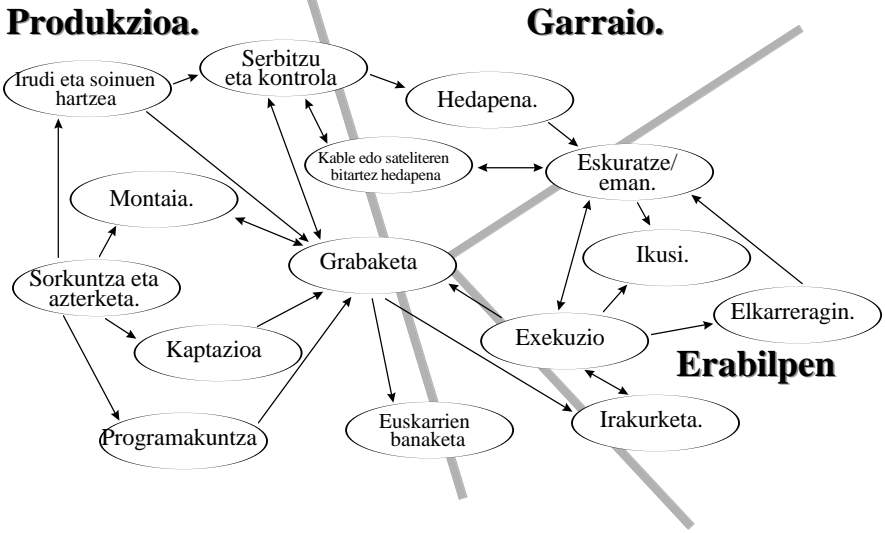 Produkzioa.
Garraio.
Serbitzu
eta kontrola
Irudi eta soinuen
hartzea
Hedapena.
Kable edo sateliteren
bitartez hedapena
Eskuratze/
eman.
Montaia.
Grabaketa
Ikusi.
Sorkuntza eta
azterketa.
Elkarreragin.
Kaptazioa
Exekuzio
Erabilpen
Programakuntza
Euskarrien
banaketa
Irakurketa.